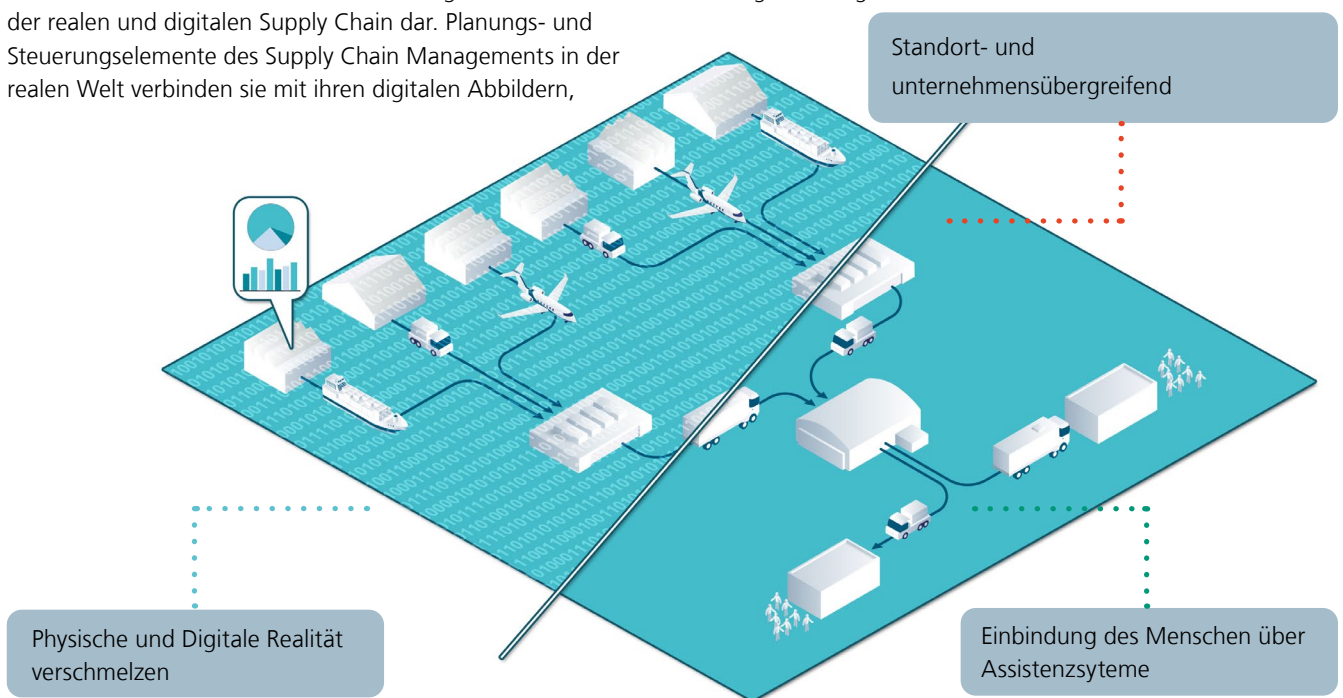 der realen und digitalen Supply Chain dar. Planungs- und
Steuerungselemente des Supply Chain Managements in der
realen Welt verbinden sie mit ihren digitalen Abbildern,
Standort- und
unternehmensübergreifend
Physische und Digitale Realität
verschmelzen
Einbindung des Menschen über
Assistenzsyteme